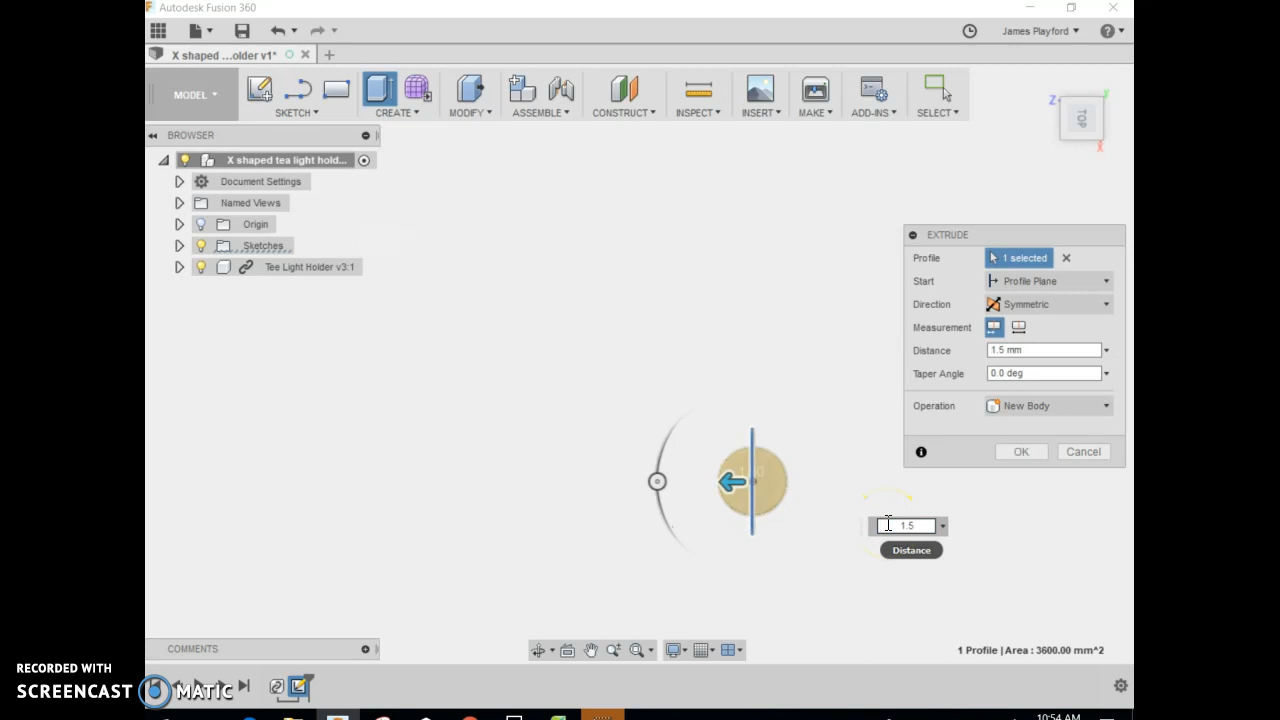 Autodesk Fusion 360
James Playford
X shaped ...older v1*
MODEL
SKETCH
CREATE
MODIFY
ASSEMBLE
CONSTRUCT
INSPECT
INSERT
MAKE
ADD-INS
SELECT
Z
Y
TOP
X
BROWSER
X shaped tea light hold...
Document Settings
Named Views
Origin
Sketches
Tee Light Holder v3:1
EXTRUDE
Profile
1 selected
Start
Profile Plane
Direction
Symmetric
Measurement
Distance
1.5 mm
Taper Angle
0.0 deg
Operation
New Body
OK
Cancel
1.5
Distance
COMMENTS
1 Profile | Area : 3600.00 mm^2
RECORDED WITH
SCREENCAST MATIC
10:54 AM